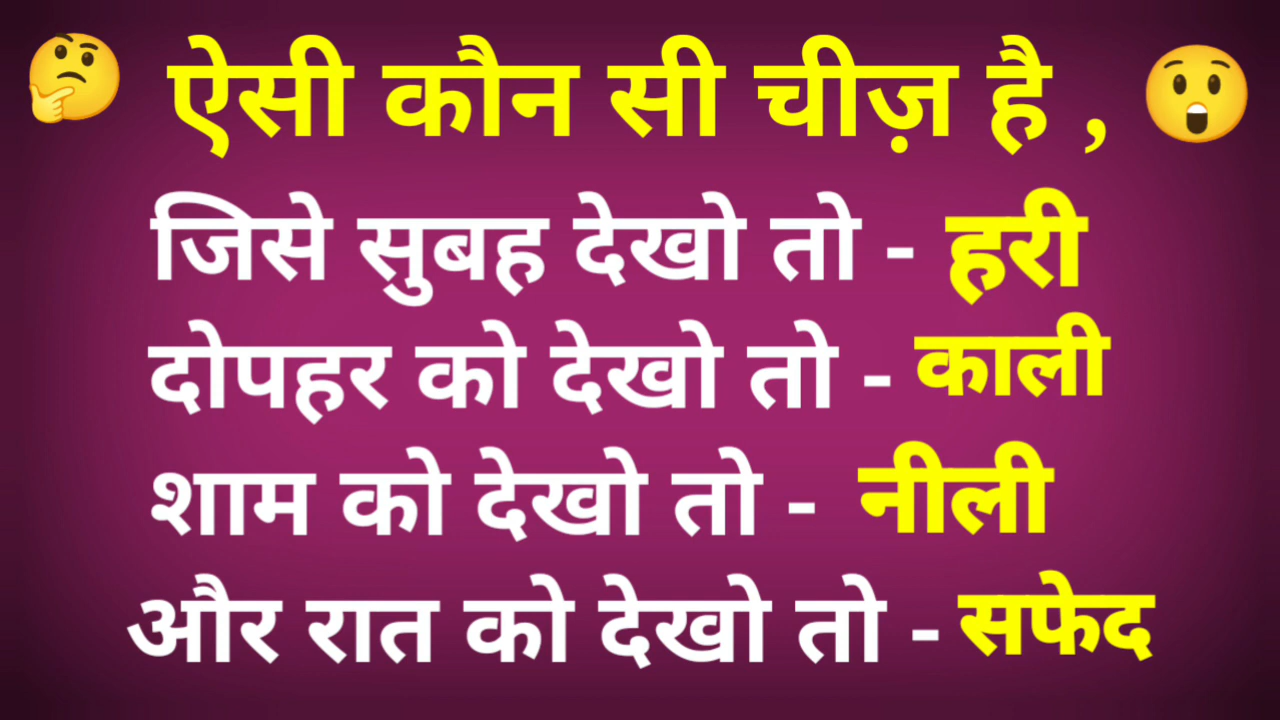 ऐसी कौन सी चीज़ है ,
जिसे सुबह देखो तो - हरी
दोपहर को देखो तो - काली
शाम को देखो तो - नीली
और रात को देखो तो - सफेद